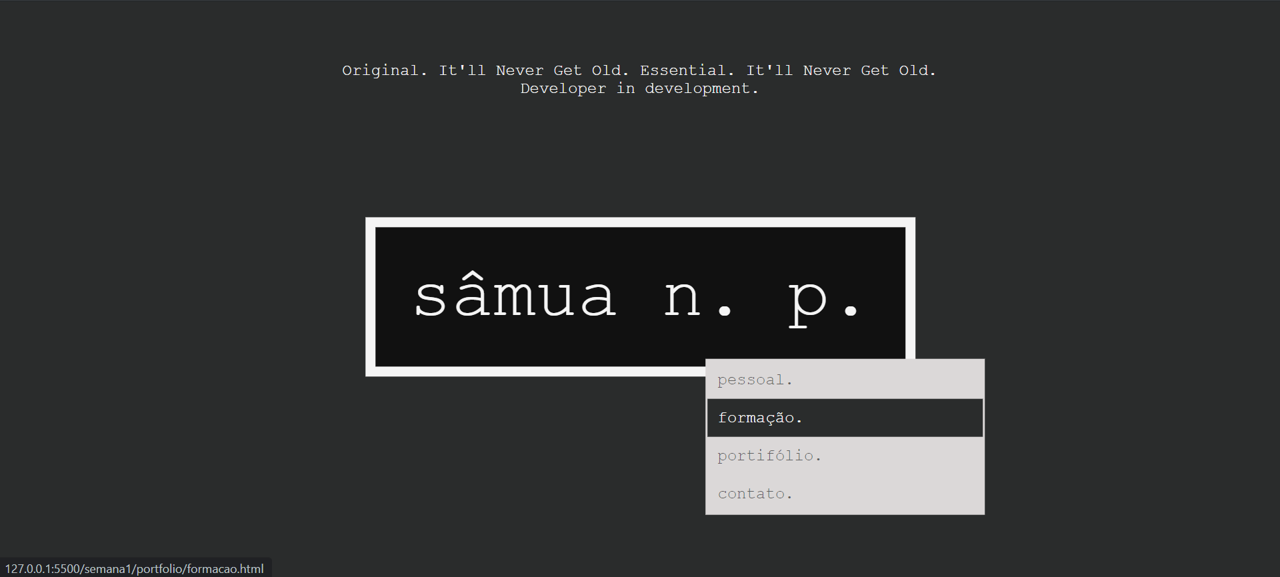 Original. It'll Never Get Old. Essential. It'll Never Get Old.
Developer in development.
sâmua n. p.
pessoal.
formação.
portifólio.
contato.
127.0.0.1:5500/semana1/portfolio/formacao.html